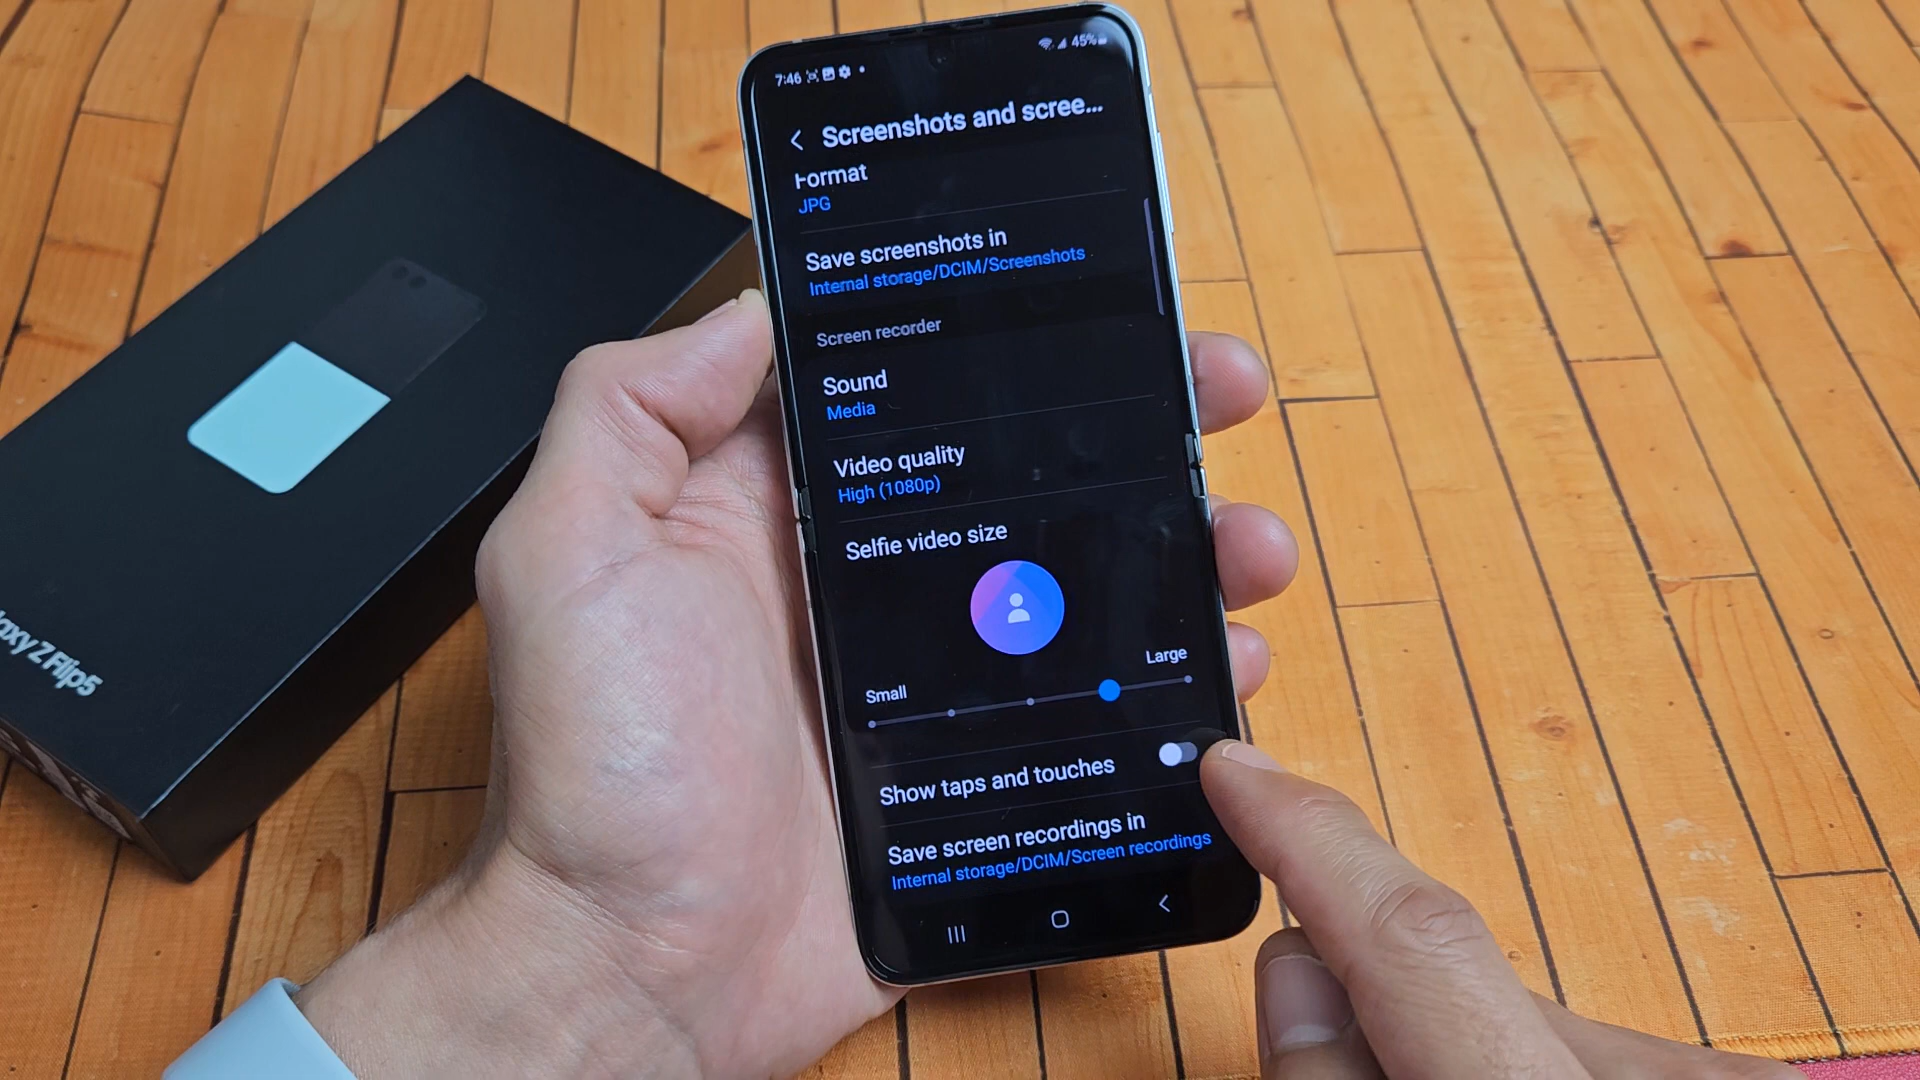 7:46
45%
Screenshots and scree...
Format
JPG
Save screenshots in
Internal storage/DCIM/Screenshots
Screen recorder
Sound
Media
Video quality
High (1080p)
Selfie video size
Large
Small
Show taps and touches
Save screen recordings in
Internal storage/DCIM/Screen recordings
axy Z Flip5